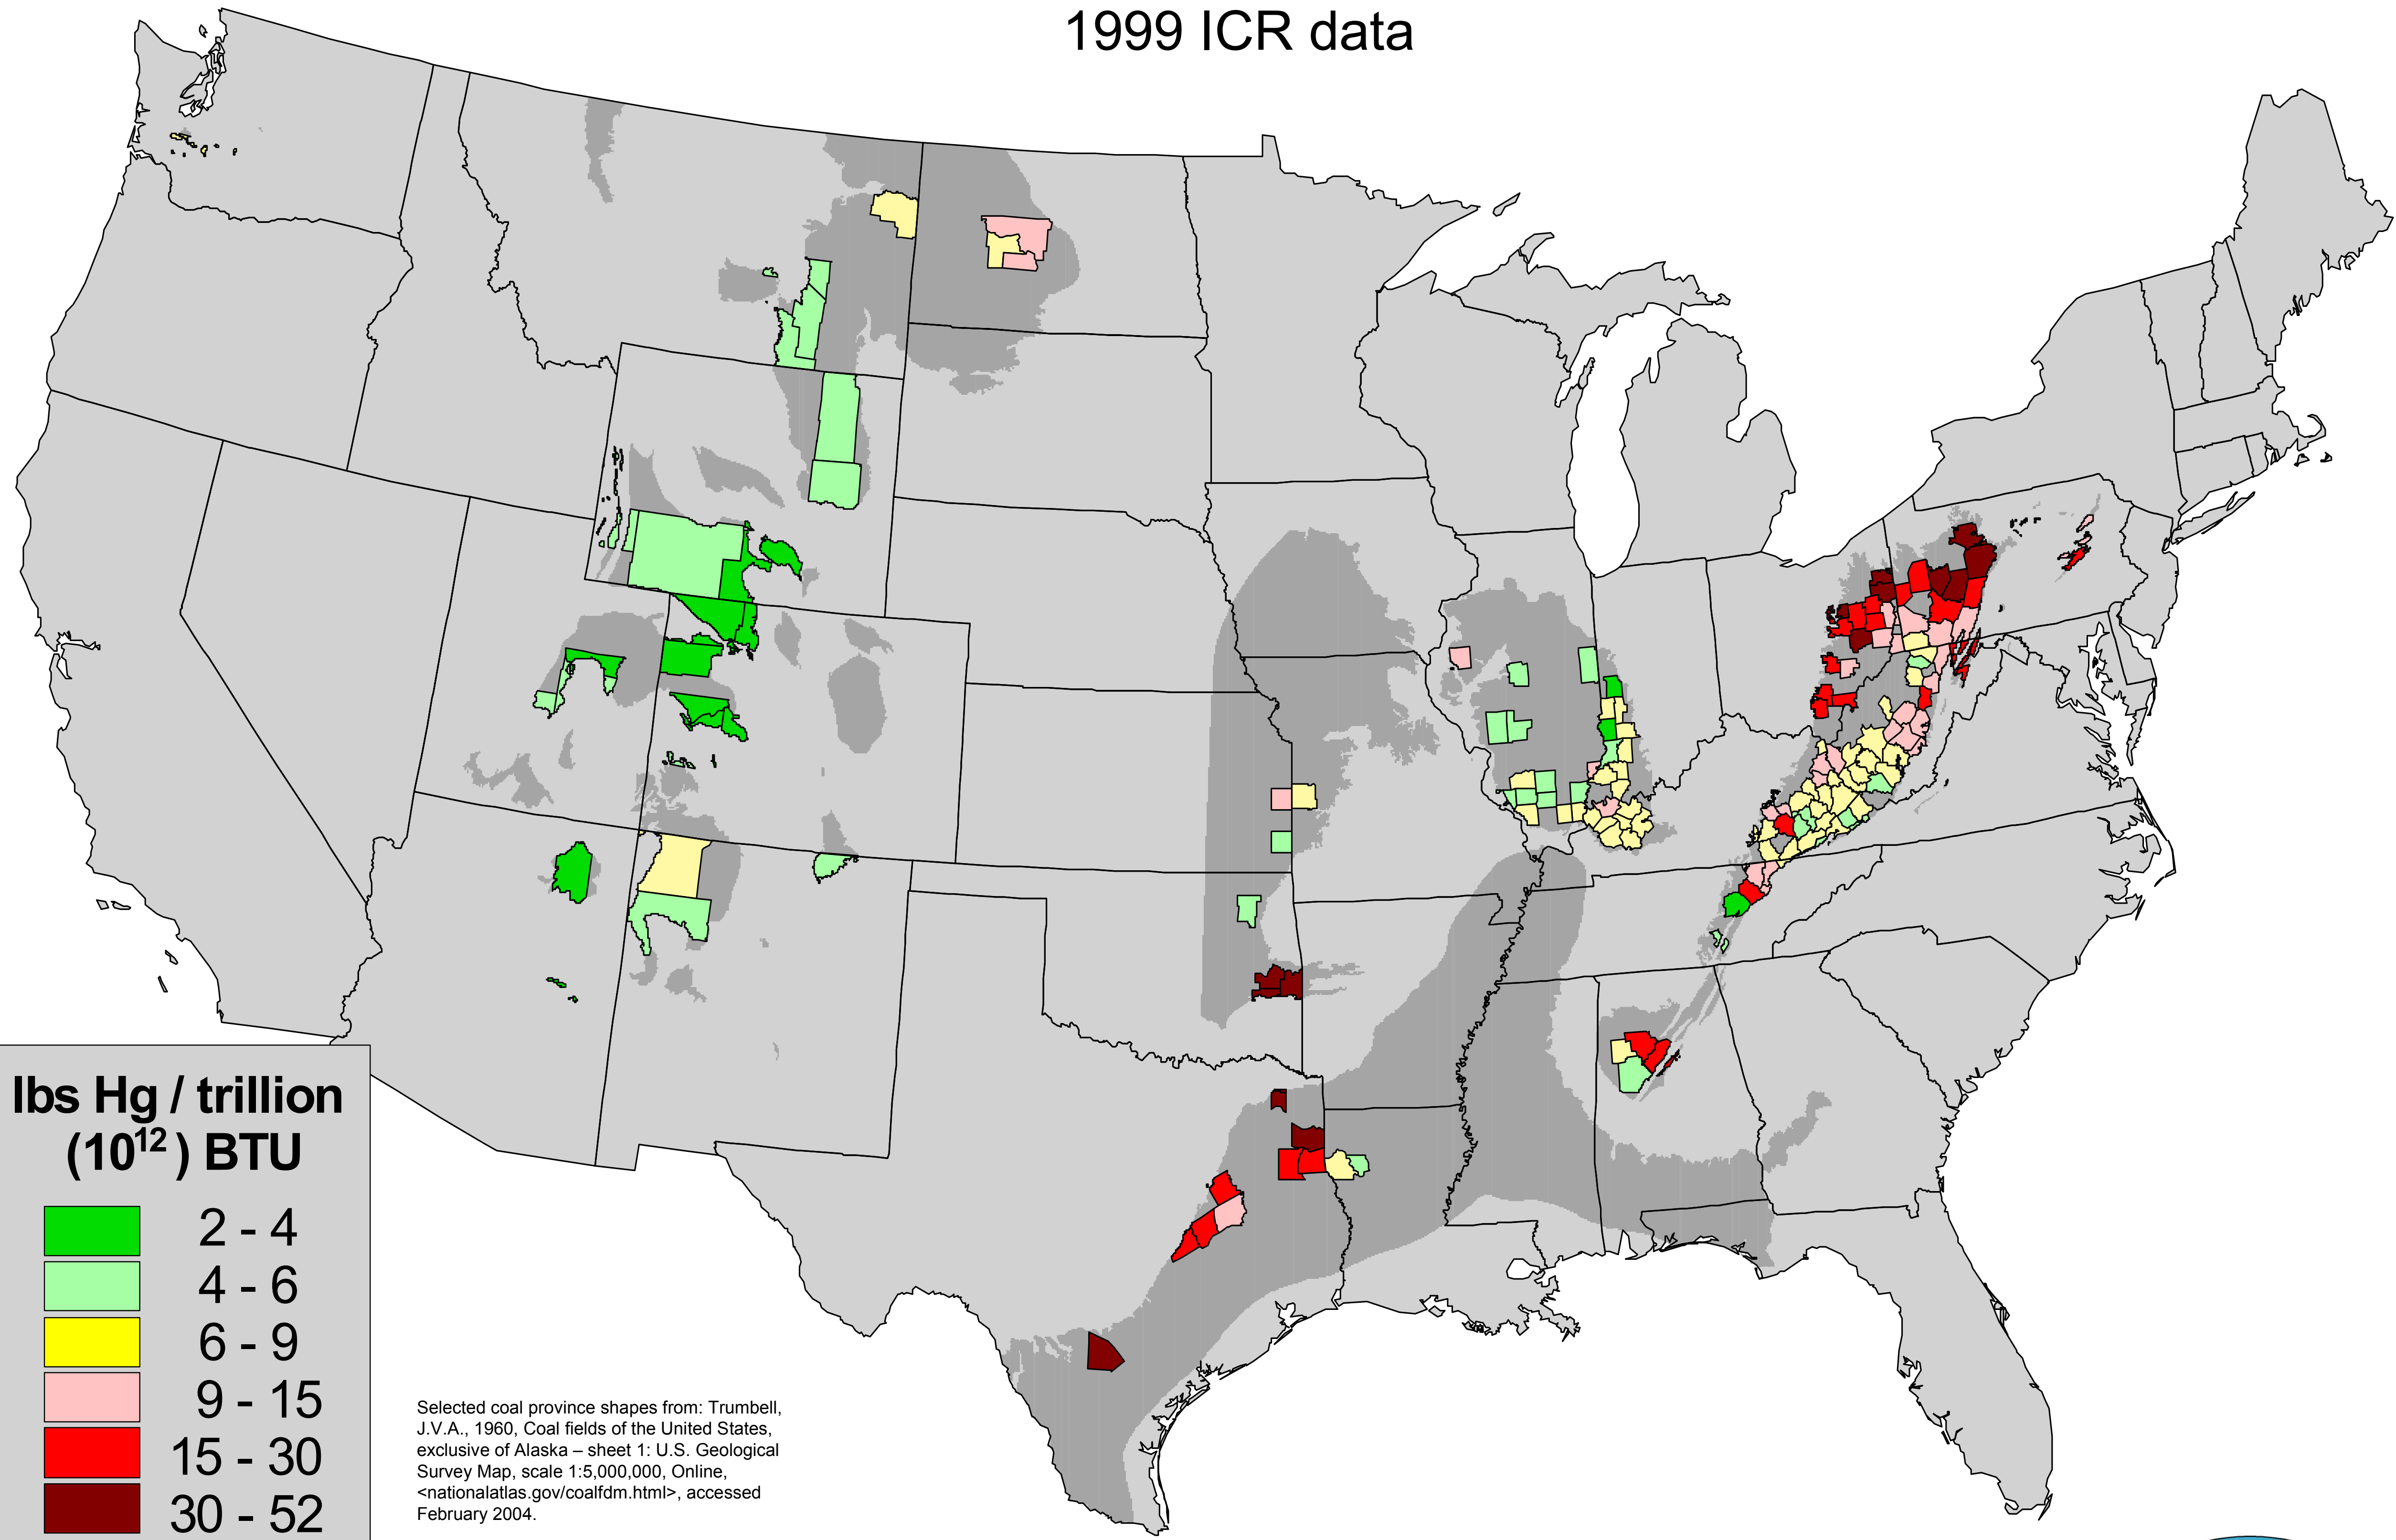 1999 ICR data
lbs Hg / trillion
(10¹² ) BTU
2 - 4
4 - 6
6 - 9
9 - 15
15 - 30
30 - 52
Selected coal province shapes from: Trumbell,
J.V.A., 1960, Coal fields of the United States,
exclusive of Alaska – sheet 1: U.S. Geological
Survey Map, scale 1:5,000,000, Online,
<nationalatlas.gov/coalfdm.html>, accessed
February 2004.